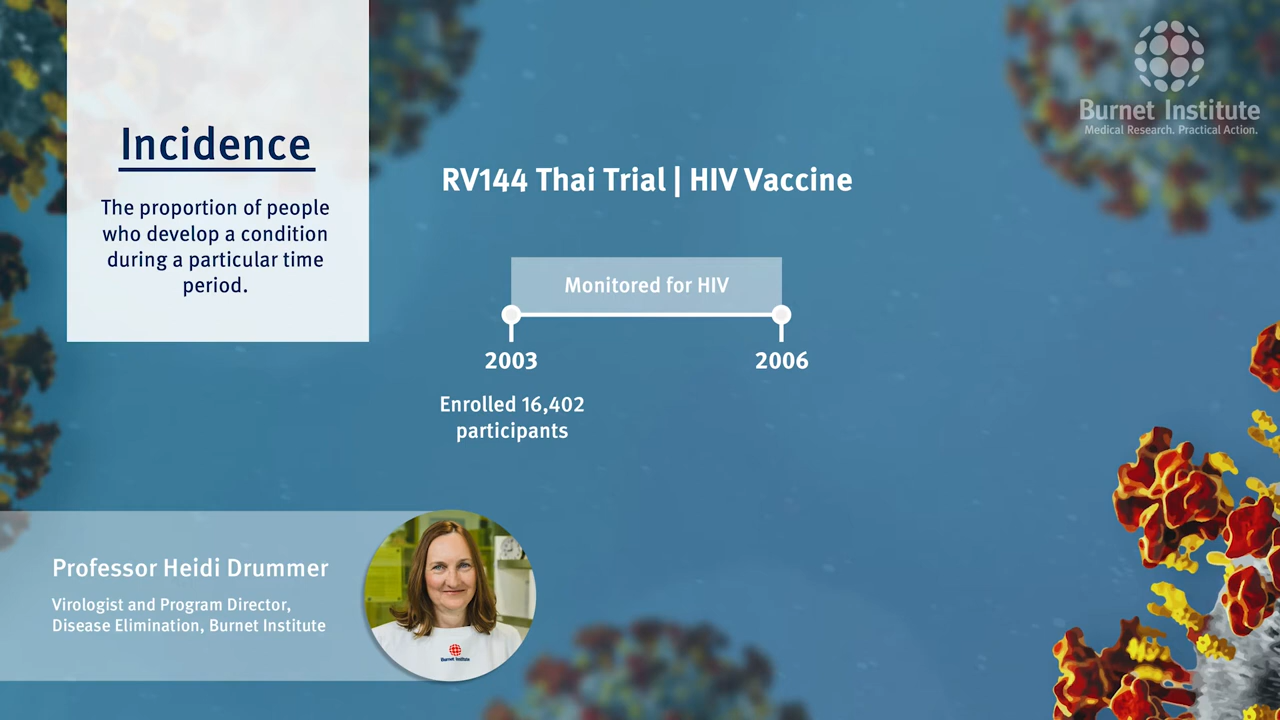 Incidence
The proportion of people
who develop a condition
during a particular time
period.
Burnet Institute
Medical Research. Practical Action.
RV144 Thai Trial | HIV Vaccine
Monitored for HIV
2003
2006
Enrolled 16,402
participants
Professor Heidi Drummer
Virologist and Program Director,
Disease Elimination, Burnet Institute
Burnet Institute